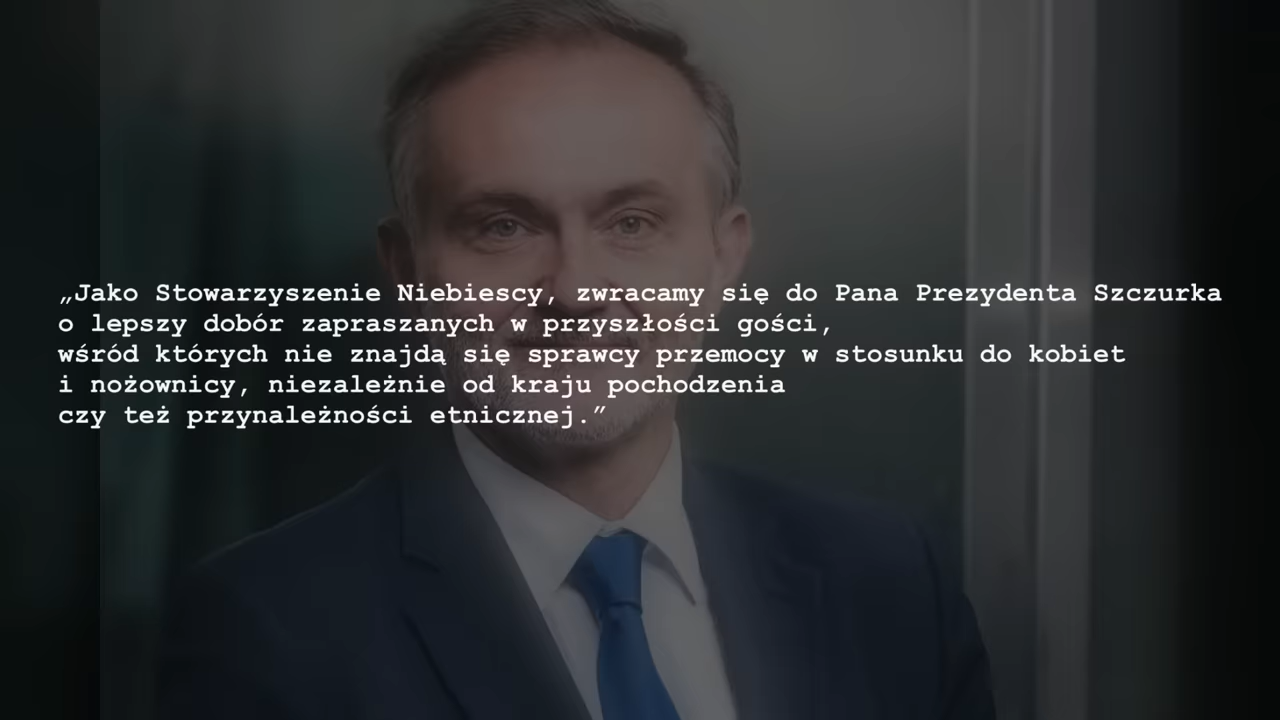 „Jako Stowarzyszenie Niebiescy, zwracamy się do Pana Prezydenta Szczurka
o lepszy dobór zapraszanych w przyszłości gości,
wśród których nie znajdą się sprawcy przemocy w stosunku do kobiet
i nożownicy, niezależnie od kraju pochodzenia
czy też przynależności etnicznej.”